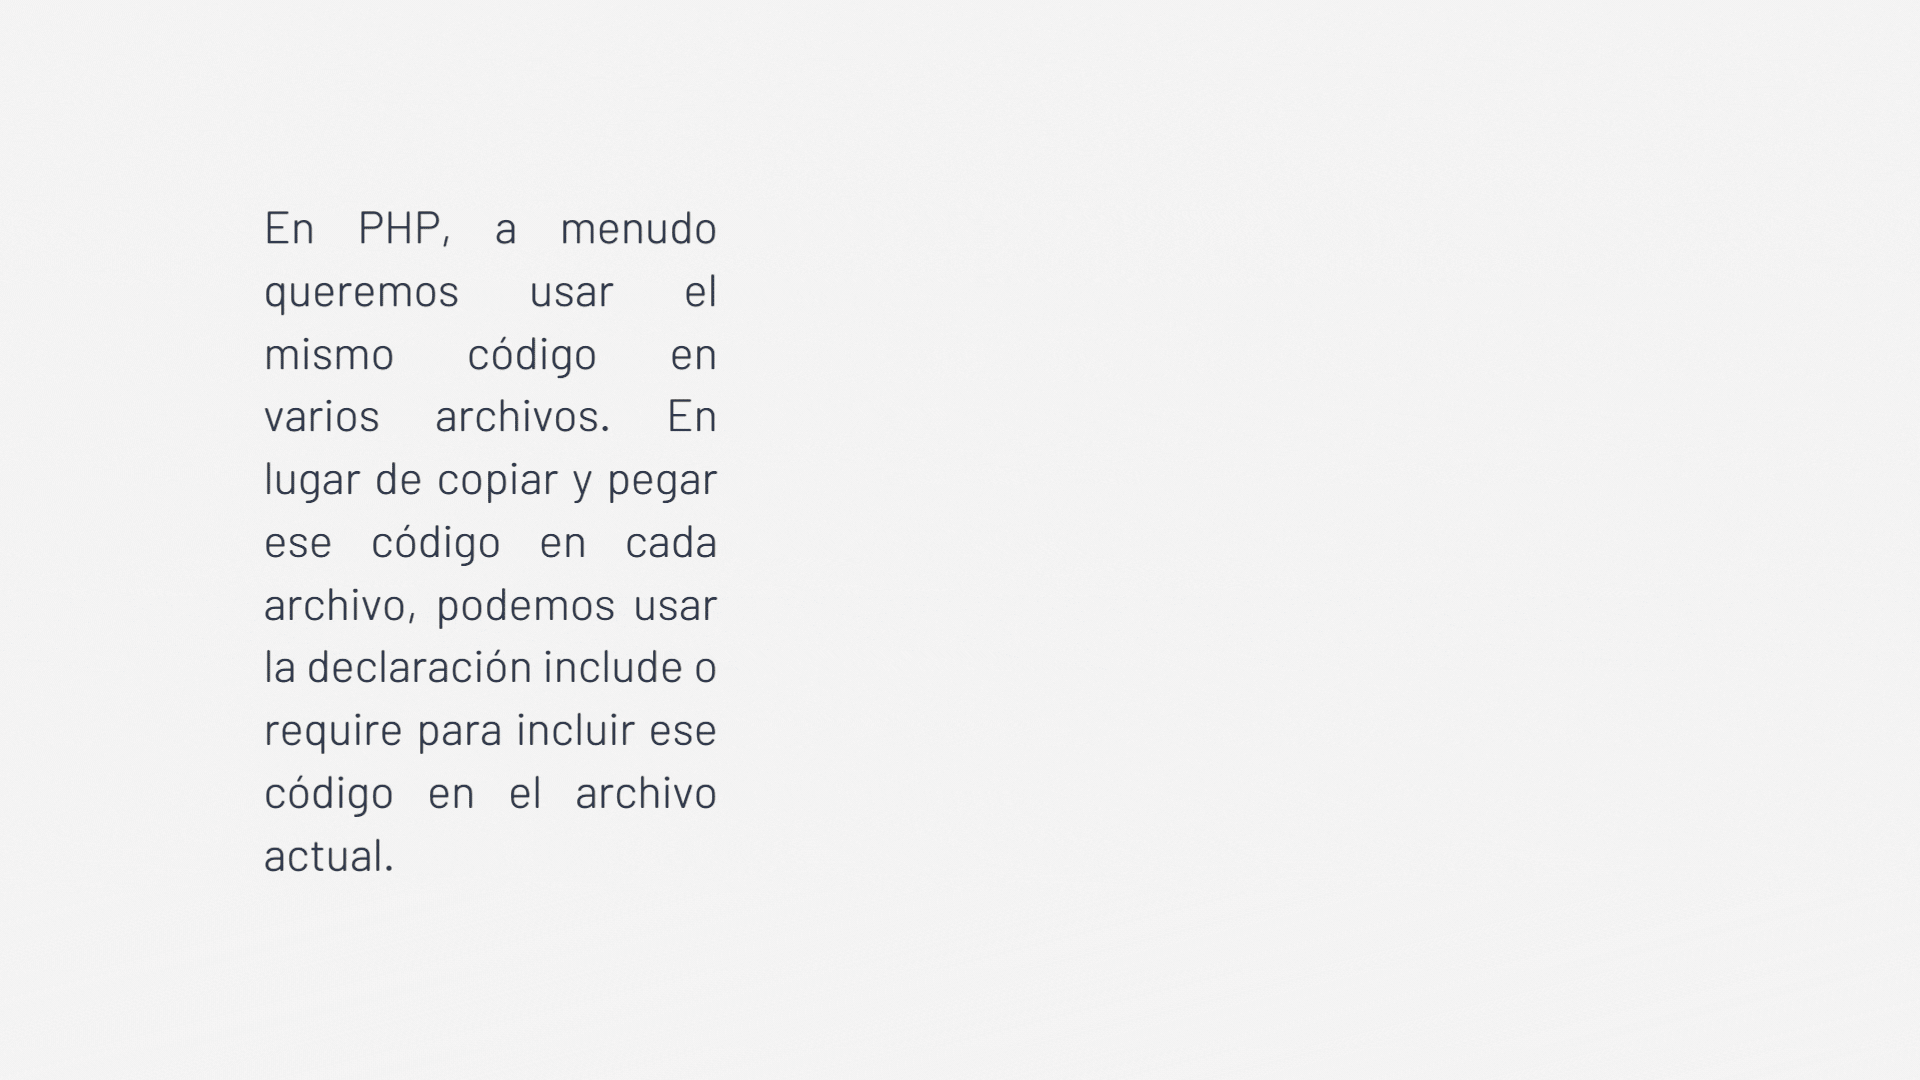 En PHP, a menudo
queremos usar el
mismo código en
varios archivos. En
lugar de copiar y pegar
ese código en cada
archivo, podemos usar
la declaración include o
require para incluir ese
código en el archivo
actual.